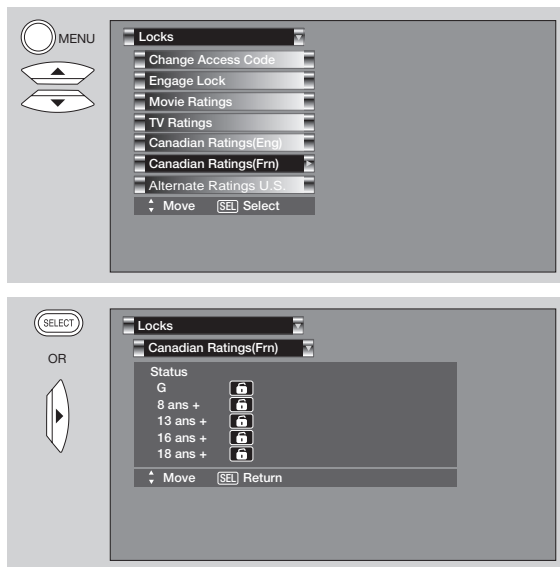 MENU
Locks
Change Access Code
Engage Lock
Movie Ratings
TV Ratings
Canadian Ratings(Eng)
Canadian Ratings(Frn)
Alternate Ratings U.S.
Move SEL Select
SELECT
OR
Locks
Canadian Ratings(Frn)
Status
G
8 ans +
13 ans +
16 ans +
18 ans +
Move SEL Return